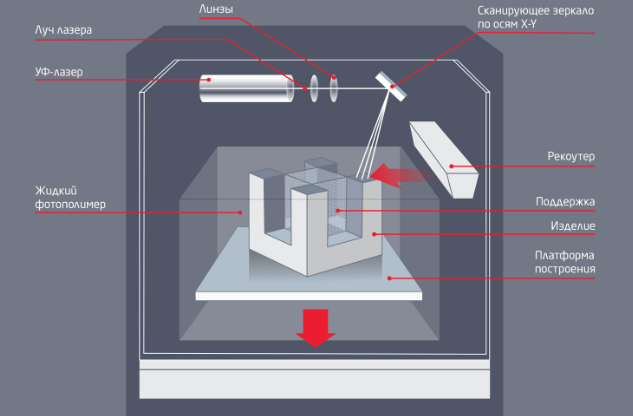 Линзы
Сканирующее зеркало
по осям X-Y
Луч лазера
УФ-лазер
Рекоутер
Жидкий
фотополимер
Поддержка
Изделие
Платформа
построения